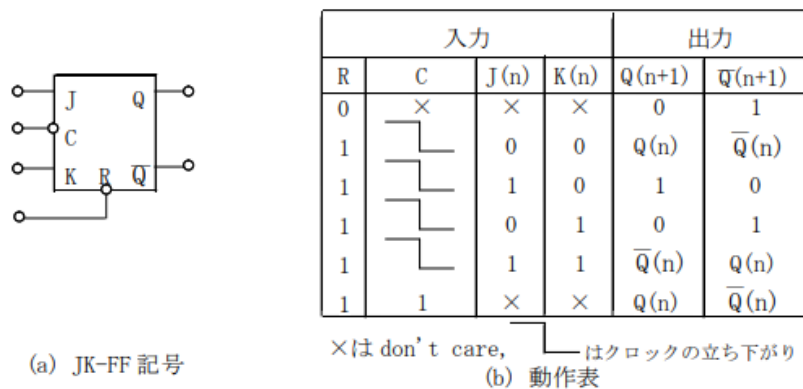 J Q
C
K R Q̅
(a) JK-FF 記号
入力 出力
R C J(n) K(n) Q(n+1) Q̅(n+1)
0 × × × 0 1
1 0 0 Q(n) Q̅(n)
1 1 0 1 0
1 0 1 0 1
1 1 1 Q̅(n) Q(n)
1 1 × × Q(n) Q̅(n)
×は don't care, はクロックの立ち下がり
(b) 動作表